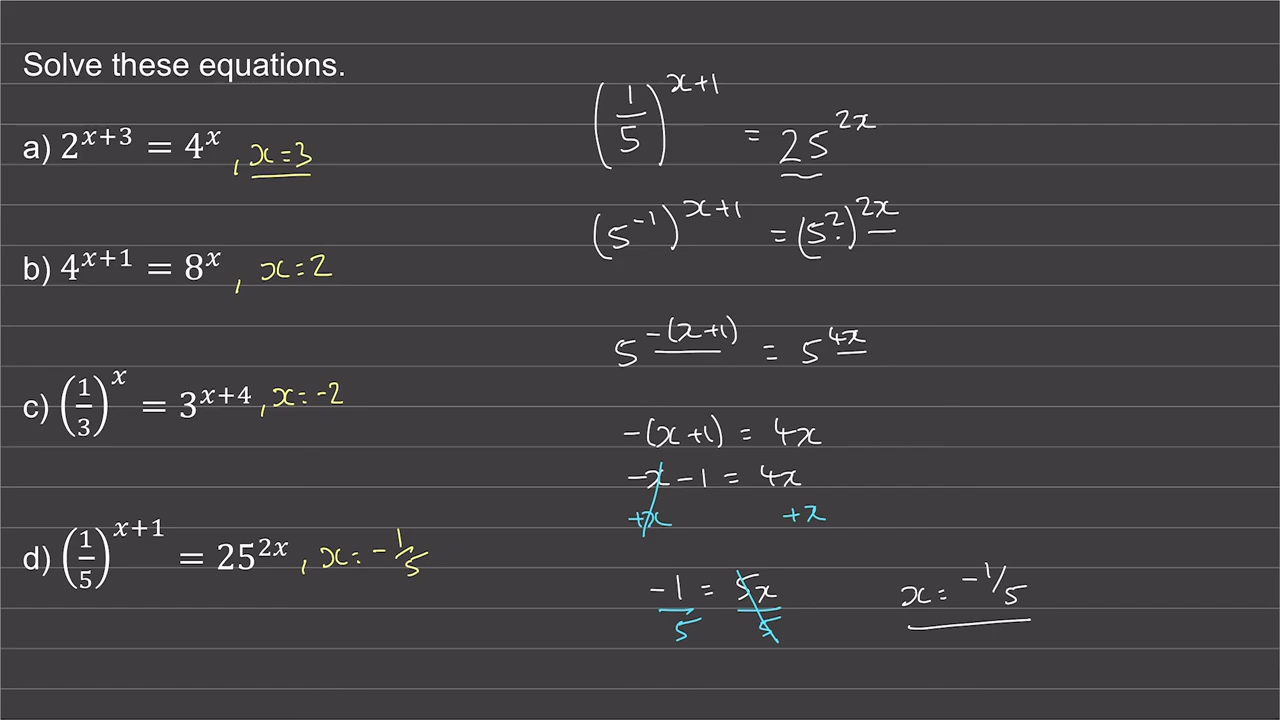 Solve these equations.
a) 2^{x+3} = 4^x , x=3
b) 4^{x+1} = 8^x , x=2
c) (1/3)^x = 3^{x+4} , x=-2
d) (1/5)^{x+1} = 25^{2x} , x=-1/5
(1/5)^{x+1} = 25^{2x}
(5^{-1})^{x+1} = (5^2)^{2x}
5^{-(x+1)} = 5^{4x}
-(x+1) = 4x
-x-1 = 4x
+x +x
-1 = 5x
5 5
x=-1/5